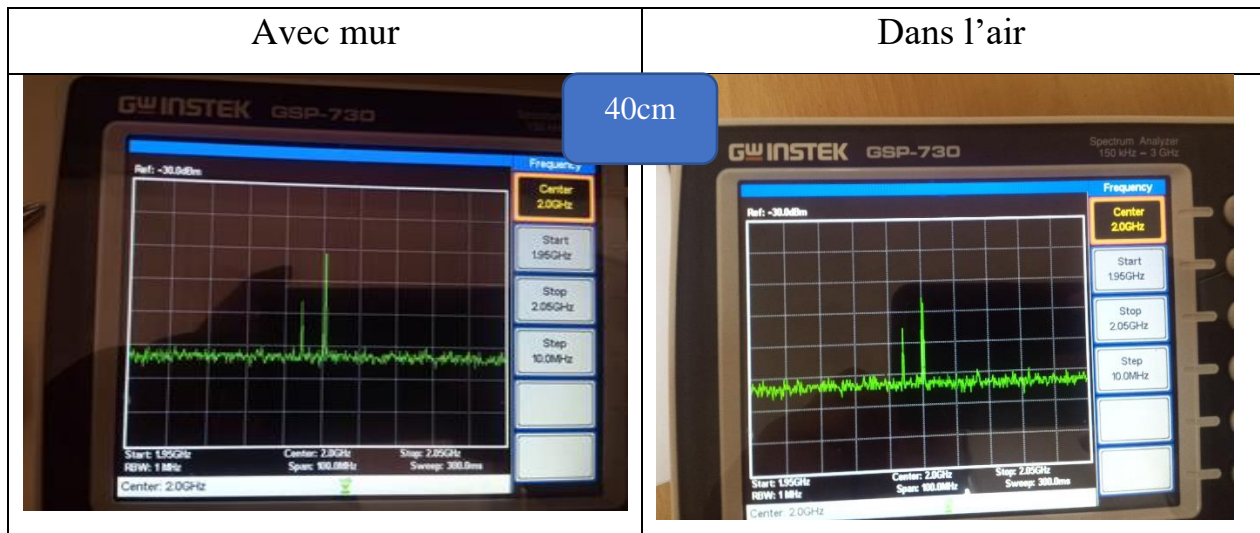 Avec mur
Dans l’air
40cm
GWINSTEK GSP-730
Ref: -30.0dBm
Frequency
Center
2.0GHz
Start
1.95GHz
Stop
2.05GHz
Step
10.0MHz
Start: 1.95GHz
Center: 2.0GHz
Stop: 2.05GHz
RBW: 1 MHz
Span: 100.0MHz
Sweep: 300.0ms
Center: 2.0GHz
GWINSTEK GSP-730
Spectrum Analyzer
150 kHz ~ 3 GHz
Ref: -30.0dBm
Frequency
Center
2.0GHz
Start
1.95GHz
Stop
2.05GHz
Step
10.0MHz
Start: 1.95GHz
Center: 2.0GHz
Stop: 2.05GHz
RBW: 1 MHz
Span: 100.0MHz
Sweep: 300.0ms
Center: 2.0GHz